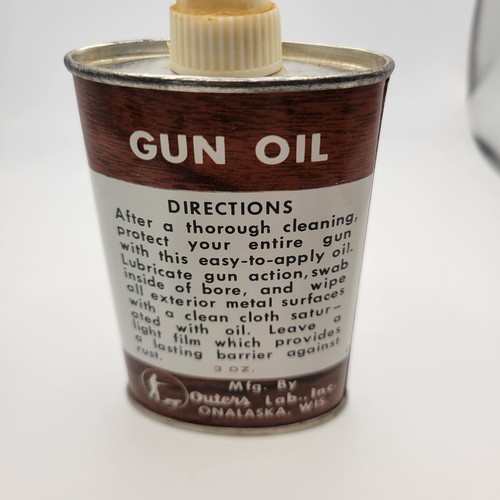 GUN OIL
DIRECTIONS
After a thorough cleaning,
protect your entire gun
with this easy-to-apply oil.
Lubricate gun action, swab
inside of bore, and wipe
all exterior metal surfaces
with a clean cloth satur-
ated with oil. Leave a
light film which provides
a lasting barrier against
rust.
3 OZ.
Mfg. By
Outers Lab., Inc.
ONALASKA, WIS.